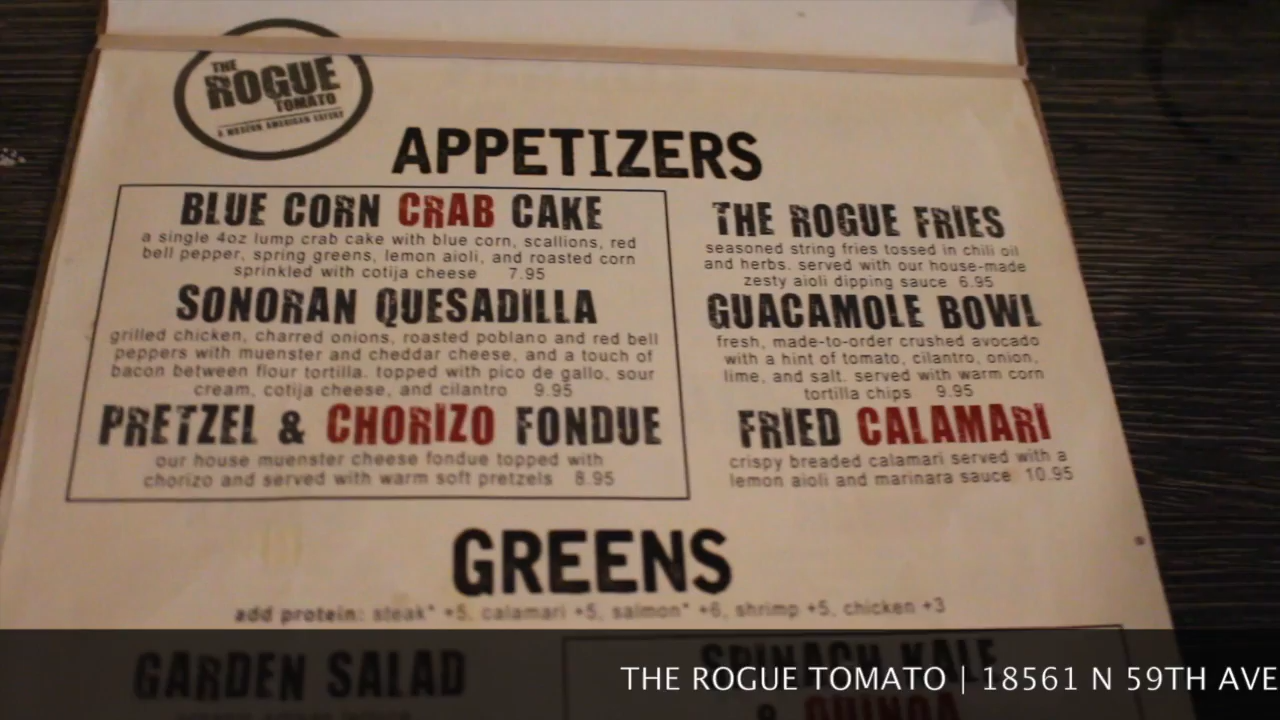 THE
ROGUE
TOMATO
A MODERN AMERICAN EATERY
APPETIZERS
BLUE CORN CRAB CAKE
a single 4oz lump crab cake with blue corn, scallions, red
bell pepper, spring greens, lemon aioli, and roasted corn
sprinkled with cotija cheese 7.95
SONORAN QUESADILLA
grilled chicken, charred onions, roasted poblano and red bell
peppers with muenster and cheddar cheese, and a touch of
bacon between flour tortilla. topped with pico de gallo, sour
cream, cotija cheese, and cilantro 9.95
PRETZEL & CHORIZO FONDUE
our house muenster cheese fondue topped with
chorizo and served with warm soft pretzels 8.95
THE ROGUE FRIES
seasoned string fries tossed in chili oil
and herbs. served with our house-made
zesty aioli dipping sauce 6.95
GUACAMOLE BOWL
fresh, made-to-order crushed avocado
with a hint of tomato, cilantro, onion,
lime, and salt. served with warm corn
tortilla chips 9.95
FRIED CALAMARI
crispy breaded calamari served with a
lemon aioli and marinara sauce 10.95
GREENS
add protein: steak* +5, calamari +5, salmon* +6, shrimp +5, chicken +3
GARDEN SALAD
SPINACH KALE
& QUINOA
THE ROGUE TOMATO | 18561 N 59TH AVE